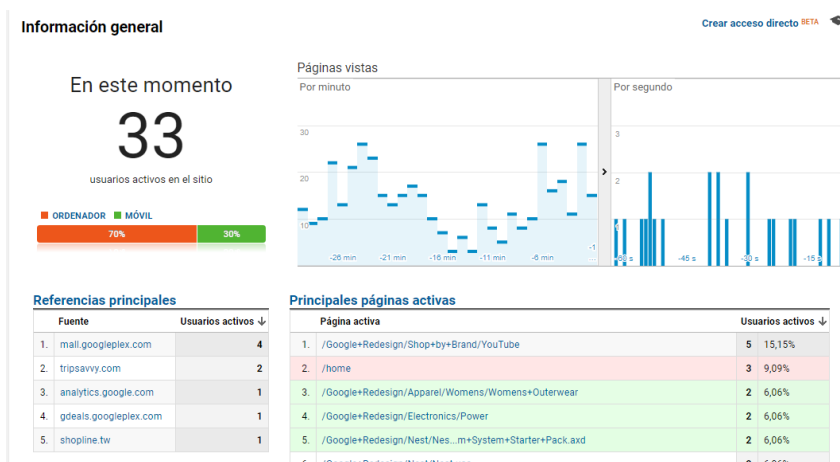 Información general
Crear acceso directo BETA
En este momento
33
usuarios activos en el sitio
ORDENADOR MÓVIL
70% 30%
Páginas vistas
Por minuto
30
20
10
-26 min -21 min -16 min -11 min -6 min -1
Por segundo
3
2
1
-60 s -45 s -30 s -15 s
Referencias principales
Fuente Usuarios activos
1. mall.googleplex.com 4
2. tripsavvy.com 2
3. analytics.google.com 1
4. gdeals.googleplex.com 1
5. shopline.tw 1
Principales páginas activas
Página activa Usuarios activos
1. /Google+Redesign/Shop+by+Brand/YouTube 5 15,15%
2. /home 3 9,09%
3. /Google+Redesign/Apparel/Womens/Womens+Outerwear 2 6,06%
4. /Google+Redesign/Electronics/Power 2 6,06%
5. /Google+Redesign/Nest/Nes...m+System+Starter+Pack.axd 2 6,06%